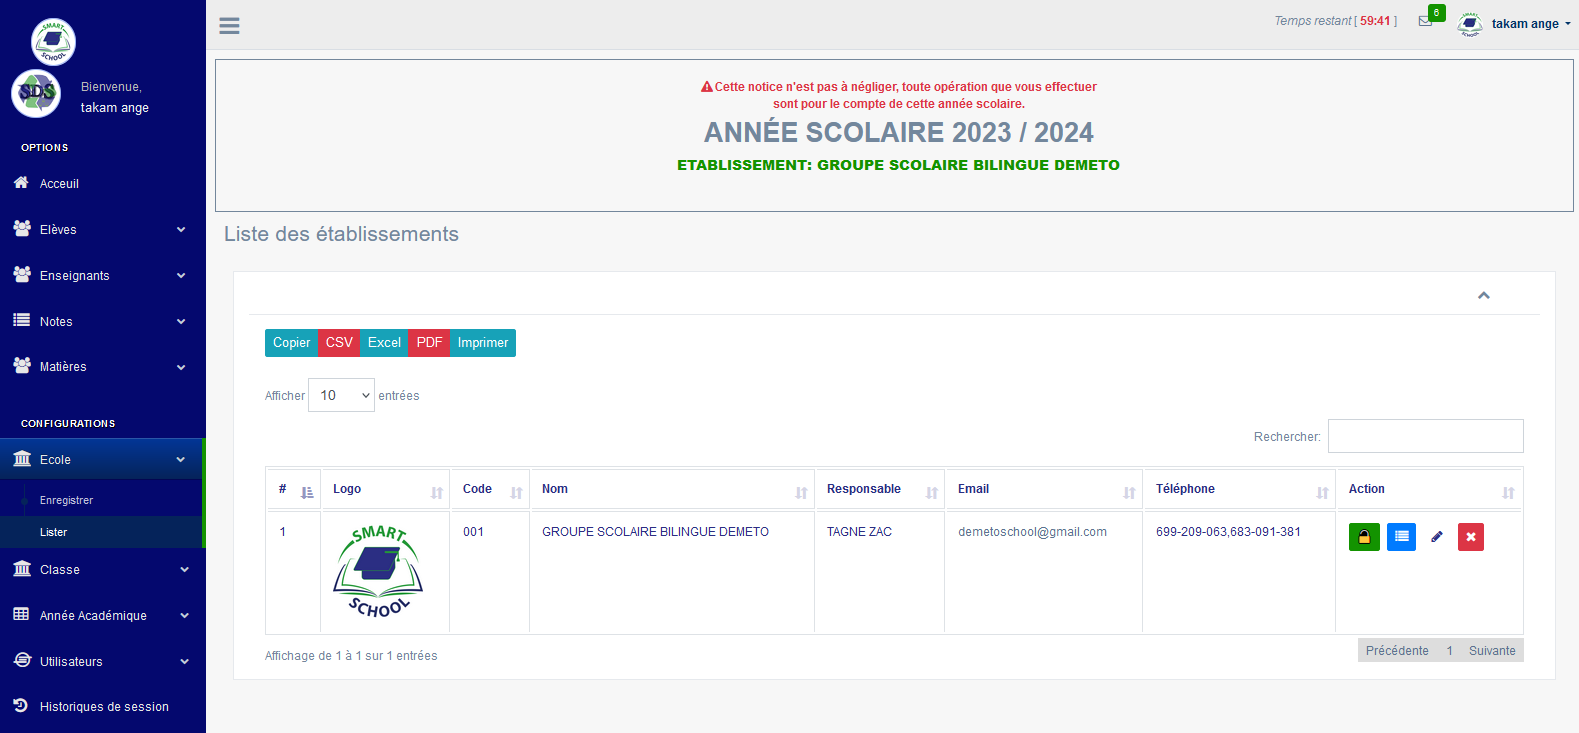 SMART
SCHOOL
SDS
Bienvenue,
takam ange
OPTIONS
Acceuil
Elèves
Enseignants
Notes
Matières
CONFIGURATIONS
Ecole
Enregistrer
Lister
Classe
Année Académique
Utilisateurs
Historiques de session
Temps restant [ 59:41 ]
6
takam ange
Cette notice n'est pas à négliger, toute opération que vous effectuer
sont pour le compte de cette année scolaire.
ANNÉE SCOLAIRE 2023 / 2024
ETABLISSEMENT: GROUPE SCOLAIRE BILINGUE DEMETO
Liste des établissements
Copier CSV Excel PDF Imprimer
Afficher 10 entrées
Rechercher:
# Logo Code Nom Responsable Email Téléphone Action
1 SMART SCHOOL 001 GROUPE SCOLAIRE BILINGUE DEMETO TAGNE ZAC demetoschool@gmail.com 699-209-063,683-091-381
Affichage de 1 à 1 sur 1 entrées
Précédente 1 Suivante